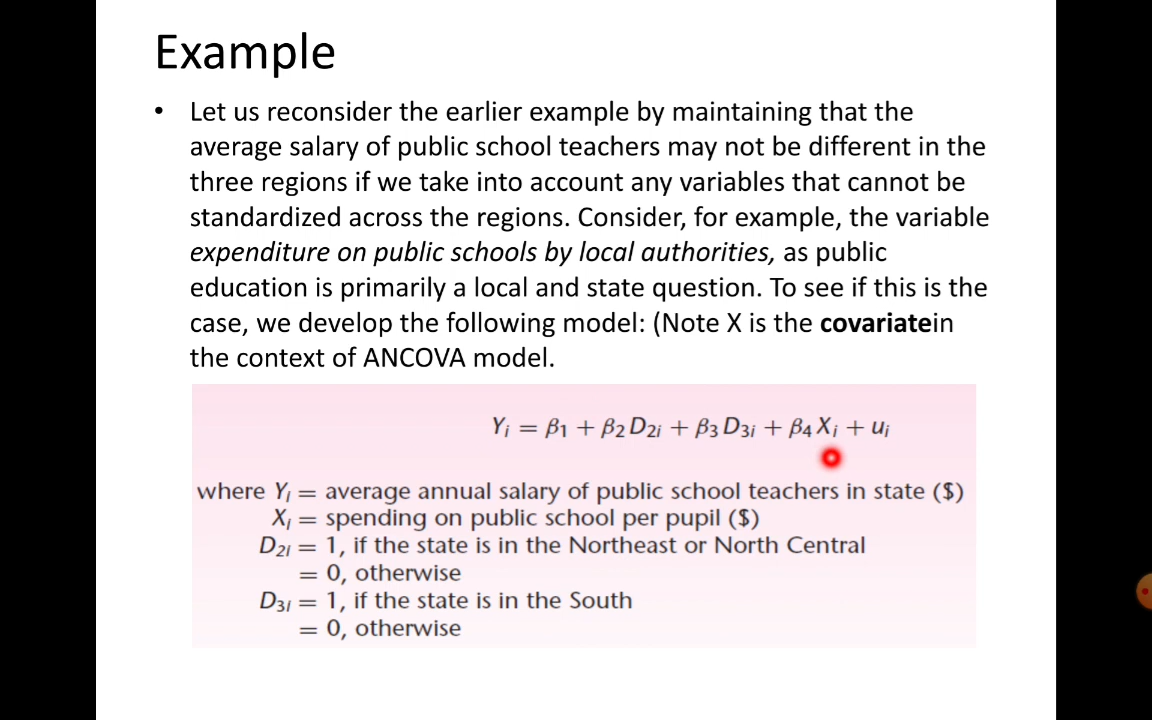 Example
• Let us reconsider the earlier example by maintaining that the
average salary of public school teachers may not be different in the
three regions if we take into account any variables that cannot be
standardized across the regions. Consider, for example, the variable
expenditure on public schools by local authorities, as public
education is primarily a local and state question. To see if this is the
case, we develop the following model: (Note X is the covariatein
the context of ANCOVA model.
Yᵢ = β₁ + β₂D₂ᵢ + β₃D₃ᵢ + β₄Xᵢ + uᵢ
where Yᵢ = average annual salary of public school teachers in state ($)
Xᵢ = spending on public school per pupil ($)
D₂ᵢ = 1, if the state is in the Northeast or North Central
= 0, otherwise
D₃ᵢ = 1, if the state is in the South
= 0, otherwise